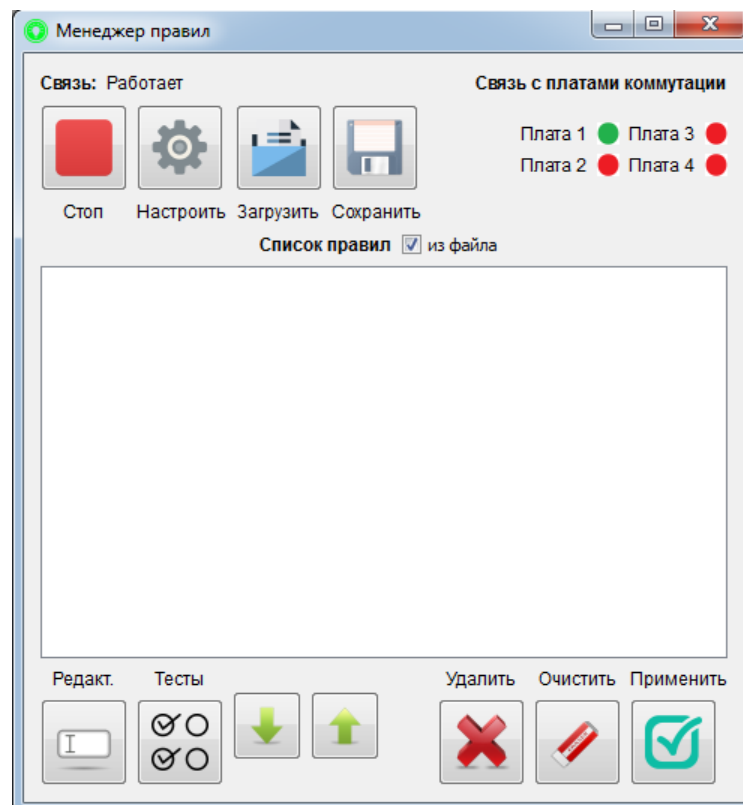 Менеджер правил
Связь: Работает
Связь с платами коммутации
Плата 1 Плата 3
Плата 2 Плата 4
Стоп Настроить Загрузить Сохранить
Список правил из файла
Редакт. Тесты Удалить Очистить Применить